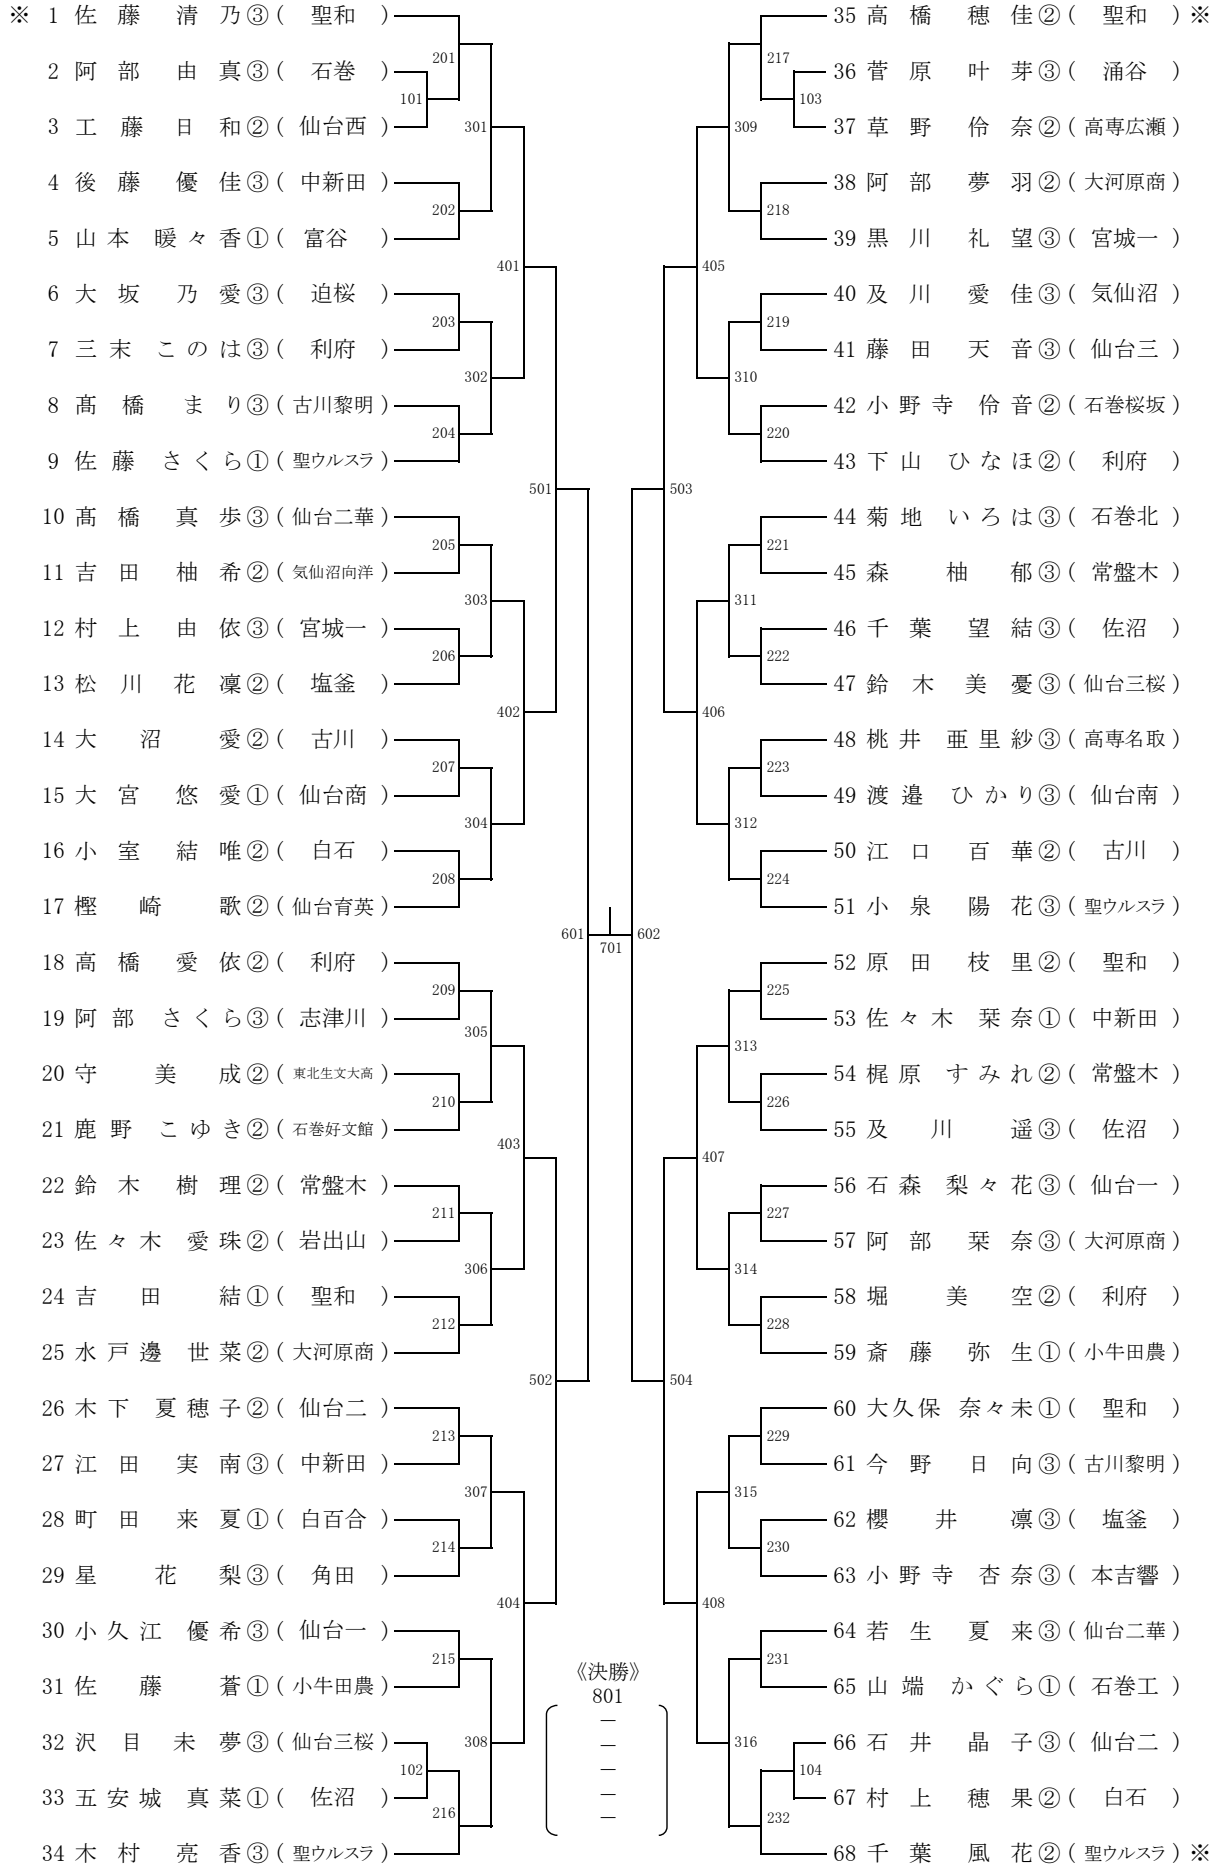 ※ 1 佐藤 清乃③( 聖和 )
2 阿部 由真③( 石巻 )
101
3 工藤 日和②( 仙台西 )
201
4 後藤 優佳③( 中新田 )
202
5 山本 暖々香①( 富谷 )
301
6 大坂 乃愛③( 迫桜 )
203
7 三末 このは③( 利府 )
302
8 髙橋 まり③( 古川黎明 )
204
9 佐藤 さくら①( 聖ウルスラ )
401
10 髙橋 真歩③( 仙台二華 )
205
11 吉田 柚希②( 気仙沼向洋 )
303
12 村上 由依③( 宮城一 )
206
13 松川 花凜②( 塩釜 )
402
14 大沼 愛②( 古川 )
207
15 大宮 悠愛①( 仙台商 )
304
16 小室 結唯②( 白石 )
208
17 樫崎 歌②( 仙台育英 )
501
18 高橋 愛依②( 利府 )
209
19 阿部 さくら③( 志津川 )
305
20 守 美成②( 東北生文大高 )
210
21 鹿野 こゆき②( 石巻好文館 )
403
22 鈴木 樹理②( 常盤木 )
211
23 佐々木 愛珠②( 岩出山 )
306
24 吉田 結①( 聖和 )
212
25 水戸邊 世菜②( 大河原商 )
502
26 木下 夏穂子②( 仙台二 )
213
27 江田 実南③( 中新田 )
307
28 町田 来夏①( 白百合 )
214
29 星 花梨③( 角田 )
404
30 小久江 優希③( 仙台一 )
215
31 佐藤 蒼①( 小牛田農 )
308
32 沢目 未夢③( 仙台三桜 )
102
33 五安城 真菜①( 佐沼 )
216
34 木村 亮香③( 聖ウルスラ )
601
701
602
《決勝》
801
－
－
－
－
－
35 高橋 穂佳②( 聖和 )※
217
36 菅原 叶芽③( 涌谷 )
103
37 草野 伶奈②( 高専広瀬 )
309
38 阿部 夢羽②( 大河原商 )
218
39 黒川 礼望③( 宮城一 )
405
40 及川 愛佳③( 気仙沼 )
219
41 藤田 天音③( 仙台三 )
310
42 小野寺 伶音②( 石巻桜坂 )
220
43 下山 ひなほ②( 利府 )
503
44 菊地 いろは③( 石巻北 )
221
45 森 柚郁③( 常盤木 )
311
46 千葉 望結③( 佐沼 )
222
47 鈴木 美憂③( 仙台三桜 )
406
48 桃井 亜里紗③( 高専名取 )
223
49 渡邉 ひかり③( 仙台南 )
312
50 江口 百華②( 古川 )
224
51 小泉 陽花③( 聖ウルスラ )
52 原田 枝里②( 聖和 )
225
53 佐々木 栞奈①( 中新田 )
313
54 梶原 すみれ②( 常盤木 )
226
55 及川 遥③( 佐沼 )
407
56 石森 梨々花③( 仙台一 )
227
57 阿部 栞奈③( 大河原商 )
314
58 堀 美空②( 利府 )
228
59 斎藤 弥生①( 小牛田農 )
504
60 大久保 奈々未①( 聖和 )
229
61 今野 日向③( 古川黎明 )
315
62 櫻井 凛③( 塩釜 )
230
63 小野寺 杏奈③( 本吉響 )
408
64 若生 夏来③( 仙台二華 )
231
65 山端 かぐら①( 石巻工 )
316
66 石井 晶子③( 仙台二 )
104
67 村上 穂果②( 白石 )
232
68 千葉 風花②( 聖ウルスラ )※